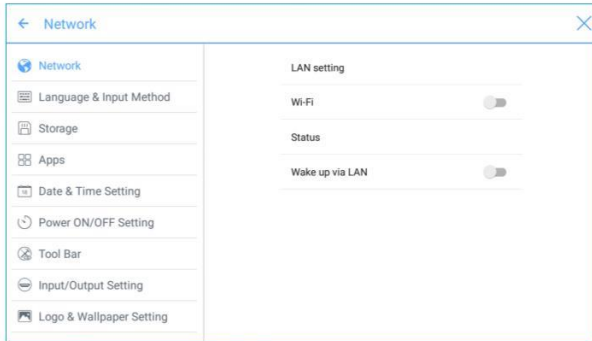 Network
Network
Language & Input Method
Storage
Apps
Date & Time Setting
Power ON/OFF Setting
Tool Bar
Input/Output Setting
Logo & Wallpaper Setting
LAN setting
Wi-Fi
Status
Wake up via LAN